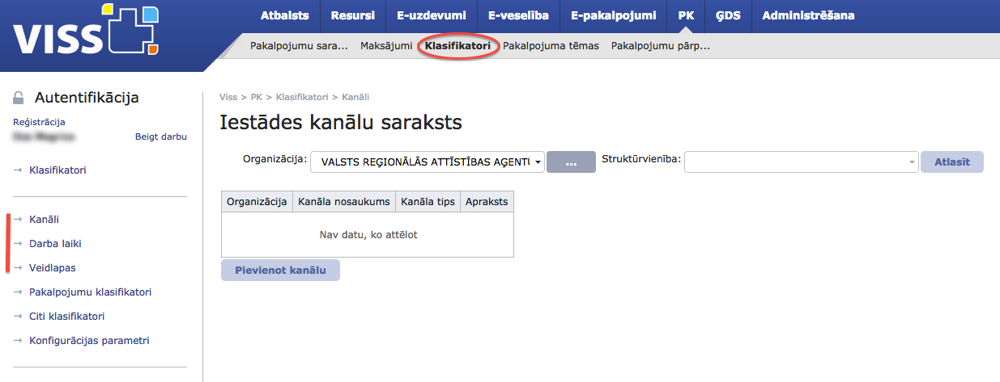 VISS
Atbalsts Resursi E-uzdevumi E-veselība E-pakalpojumi PK ĢDS Administrēšana
Pakalpojumu sara... Maksājumi Klasifikatori Pakalpojuma tēmas Pakalpojumu pārp...
Autentifikācija
Reģistrācija
Beigt darbu
→ Klasifikatori
→ Kanāli
→ Darba laiki
→ Veidlapas
→ Pakalpojumu klasifikatori
→ Citi klasifikatori
→ Konfigurācijas parametri
Viss > PK > Klasifikatori > Kanāli
Iestādes kanālu saraksts
Organizācija: VALSTS REĢIONĀLĀS ATTĪSTĪBAS AĢENTŪ ... Struktūrvienība: Atlasīt
Organizācija Kanāla nosaukums Kanāla tips Apraksts
Nav datu, ko attēlot
Pievienot kanālu